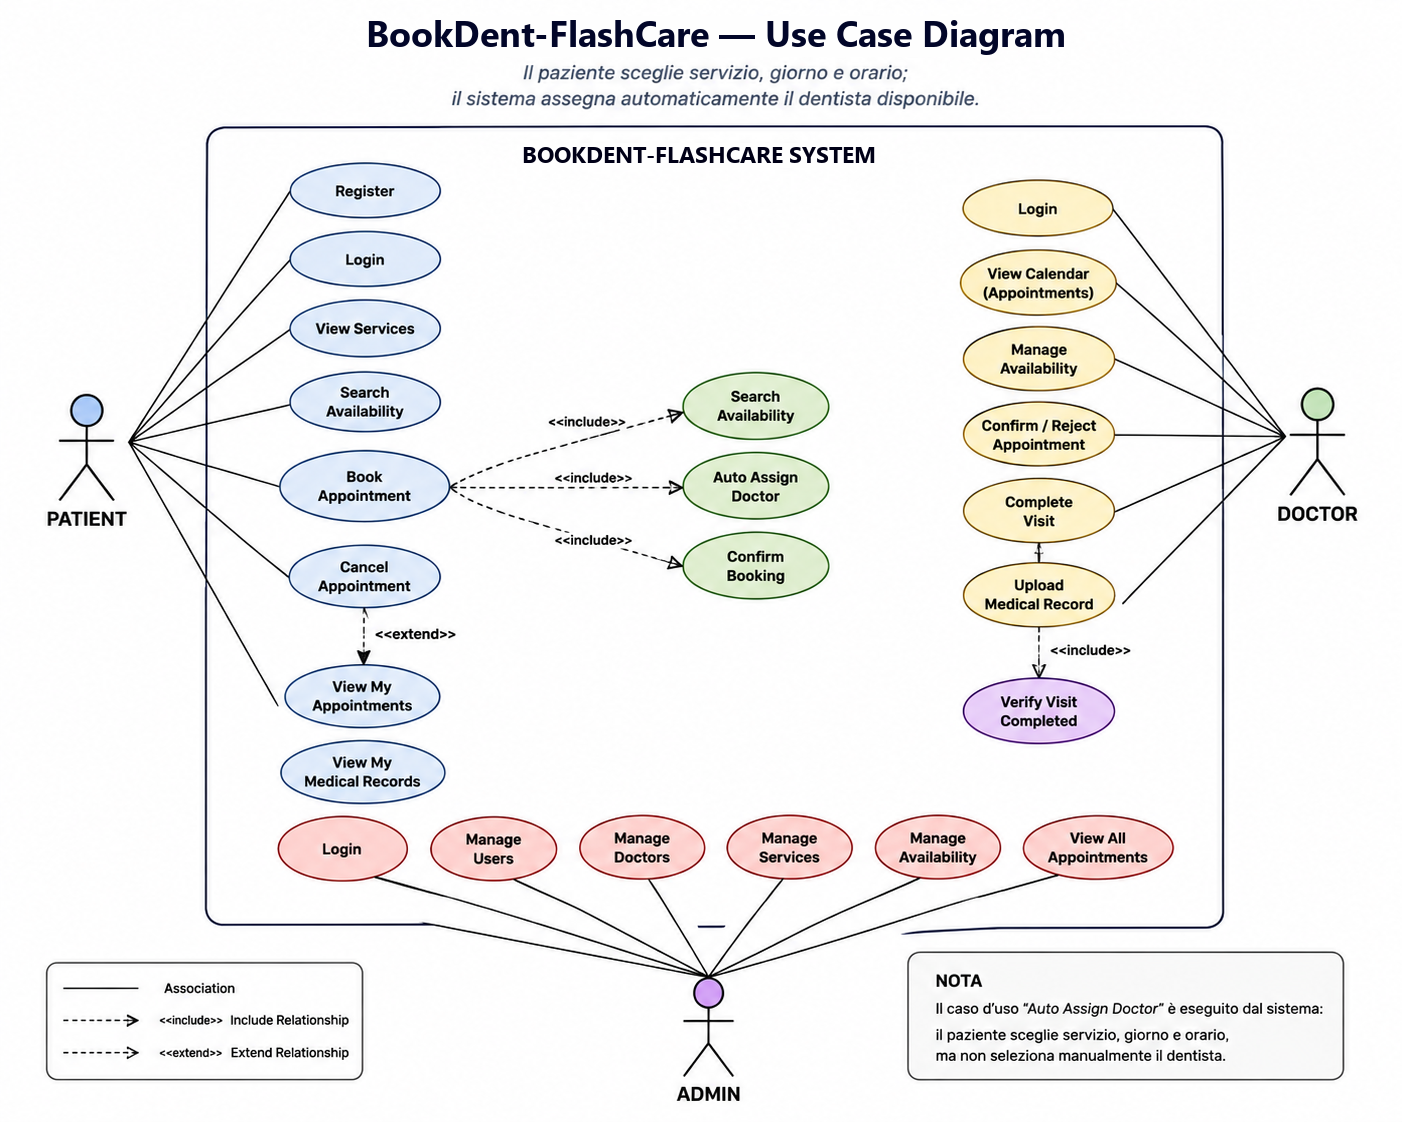 BookDent-FlashCare — Use Case Diagram
Il paziente sceglie servizio, giorno e orario;
il sistema assegna automaticamente il dentista disponibile.
BOOKDENT-FLASHCARE SYSTEM
Register
Login
View Services
Search
Availability
Book
Appointment
Cancel
Appointment
<<extend>>
View My
Appointments
View My
Medical Records
PATIENT
<<include>>
<<include>>
<<include>>
Search
Availability
Auto Assign
Doctor
Confirm
Booking
Login
View Calendar
(Appointments)
Manage
Availability
Confirm / Reject
Appointment
Complete
Visit
Upload
Medical Record
<<include>>
Verify Visit
Completed
DOCTOR
Login
Manage
Users
Manage
Doctors
Manage
Services
Manage
Availability
View All
Appointments
ADMIN
Association
<<include>> Include Relationship
<<extend>> Extend Relationship
NOTA
Il caso d'uso “Auto Assign Doctor” è eseguito dal sistema:
il paziente sceglie servizio, giorno e orario,
ma non seleziona manualmente il dentista.